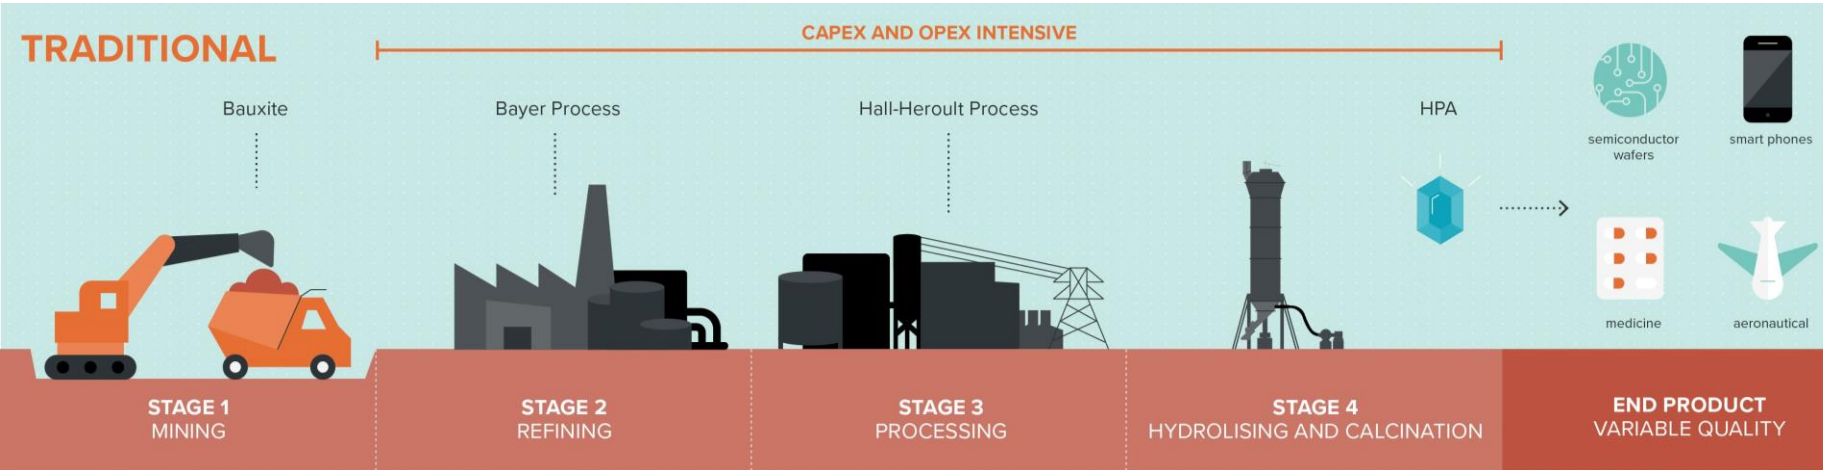 TRADITIONAL
CAPEX AND OPEX INTENSIVE
Bauxite
Bayer Process
Hall-Heroult Process
HPA
semiconductor
wafers
smart phones
medicine
aeronautical
STAGE 1
MINING
STAGE 2
REFINING
STAGE 3
PROCESSING
STAGE 4
HYDROLISING AND CALCINATION
END PRODUCT
VARIABLE QUALITY